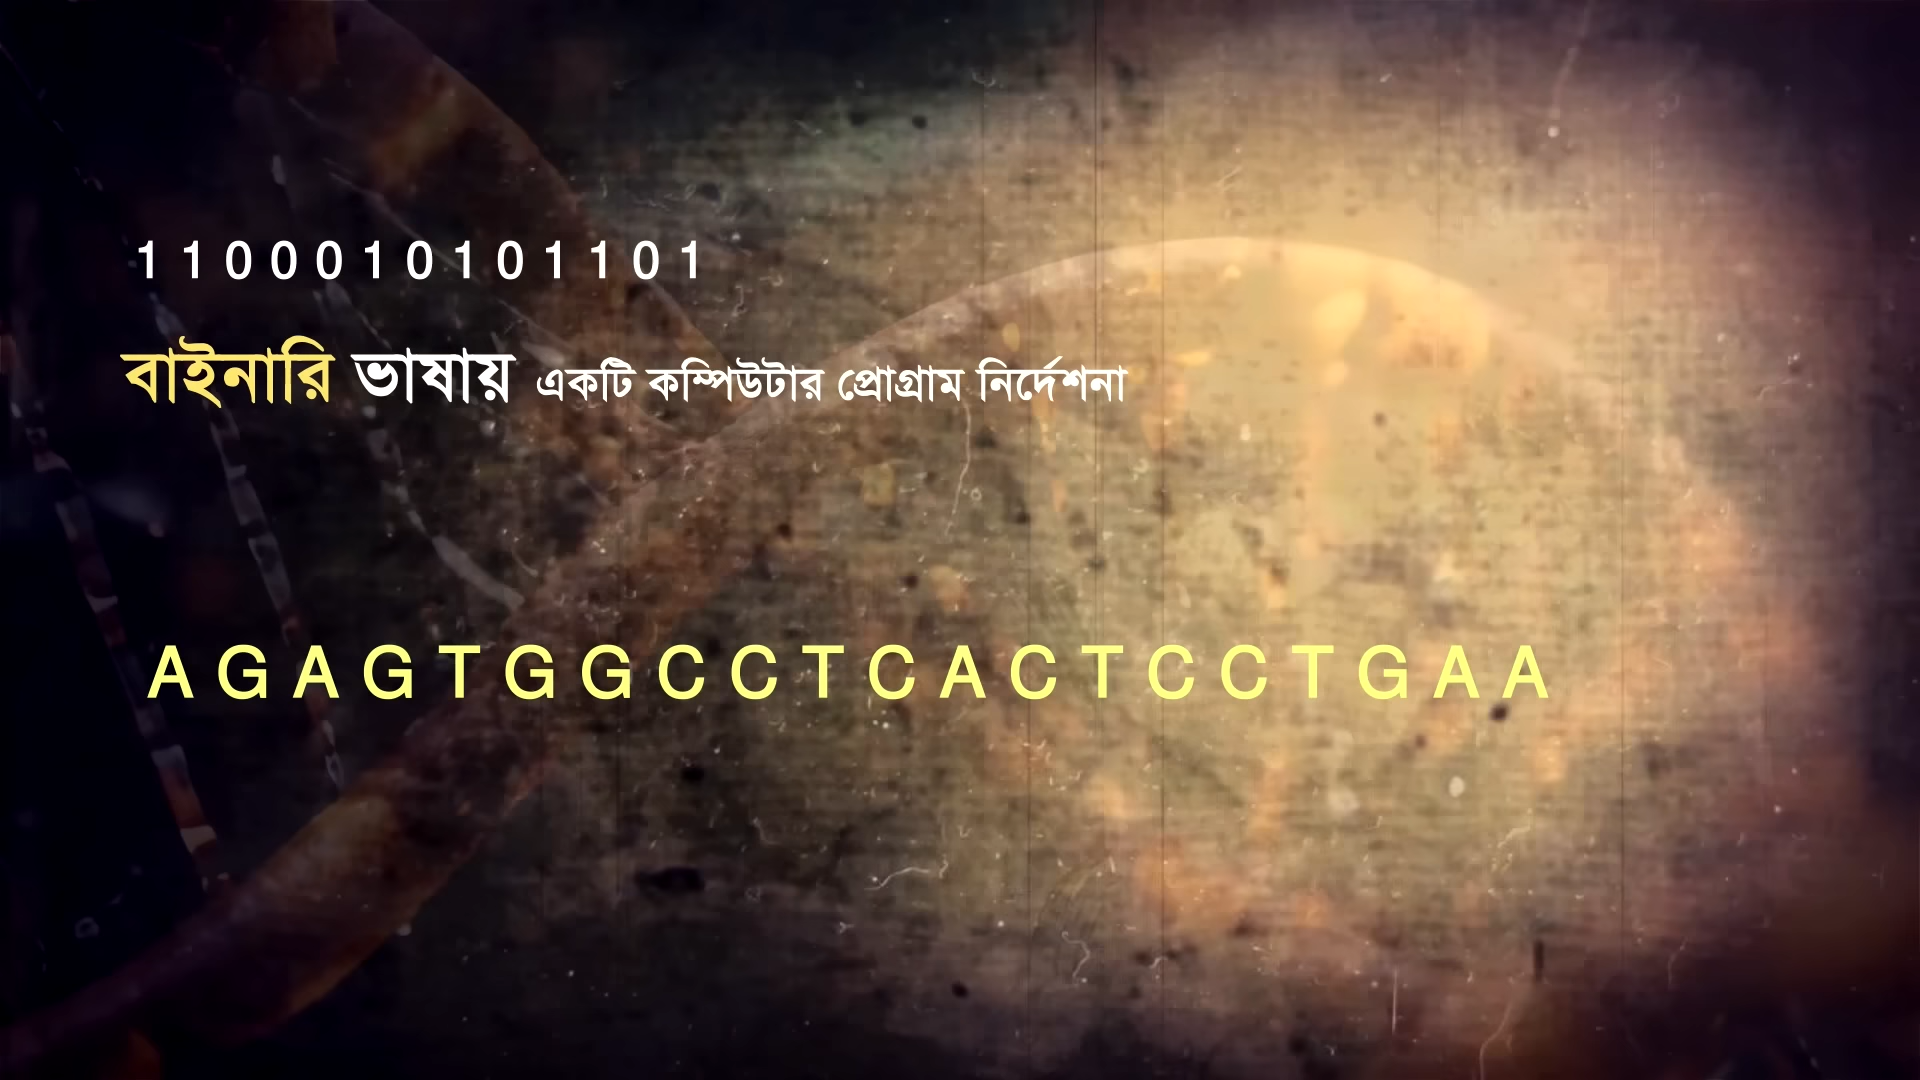 1 1 0 0 0 1 0 1 0 1 1 0 1
বাইনারি ভাষায় একটি কম্পিউটার প্রোগ্রাম নির্দেশনা
A G A G T G G C C T C A C T C C T G A A